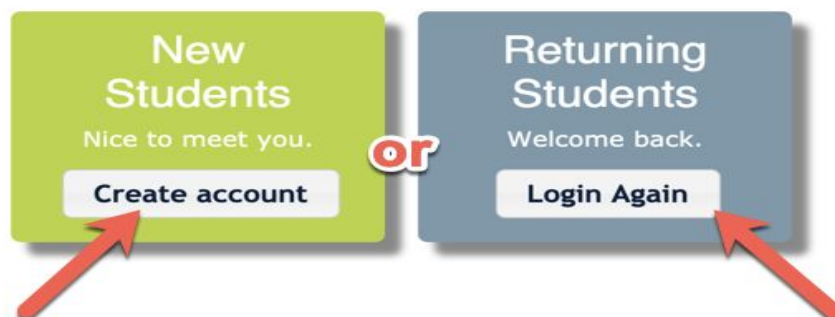 New
Students
Nice to meet you.
Create account
or
Returning
Students
Welcome back.
Login Again